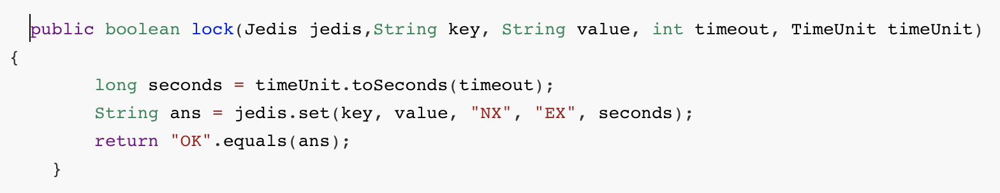 public boolean lock(Jedis jedis,String key, String value, int timeout, TimeUnit timeUnit)
{
long seconds = timeUnit.toSeconds(timeout);
String ans = jedis.set(key, value, "NX", "EX", seconds);
return "OK".equals(ans);
}